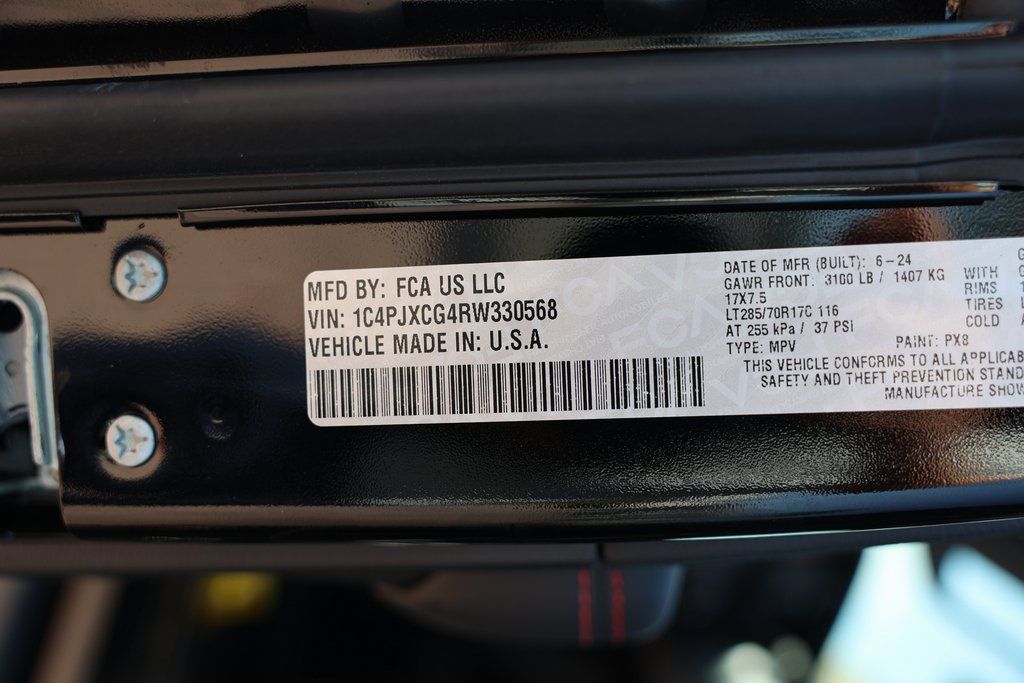 MFD BY: FCA US LLC
VIN: 1C4PJXCG4RW330568
VEHICLE MADE IN: U.S.A.
DATE OF MFR (BUILT): 6-24
GAWR FRONT: 3100 LB / 1407 KG
17X7.5
LT285/70R17C 116
AT 255 kPa / 37 PSI
TYPE: MPV PAINT: PX8
WITH
RIMS
TIRES
COLD
THIS VEHICLE CONFORMS TO ALL APPLICAB
SAFETY AND THEFT PREVENTION STAND
MANUFACTURE SHOW